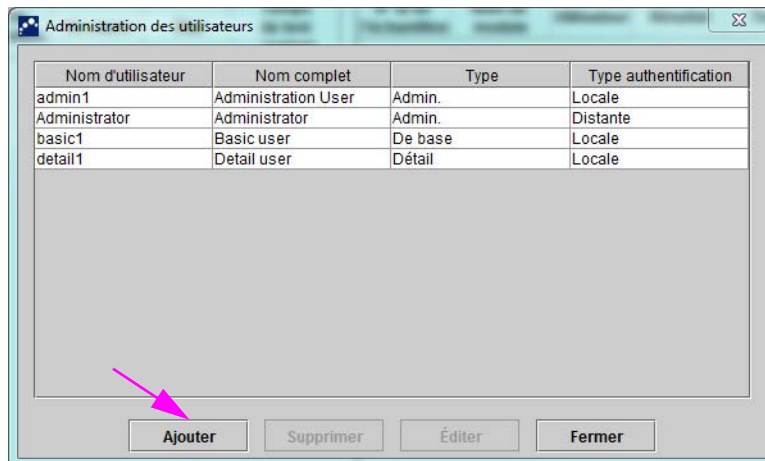 Administration des utilisateurs
Nom d'utilisateur Nom complet Type Type authentification
admin1 Administration User Admin. Locale
Administrator Administrator Admin. Distante
basic1 Basic user De base Locale
detail1 Detail user Détail Locale
Ajouter Supprimer Éditer Fermer